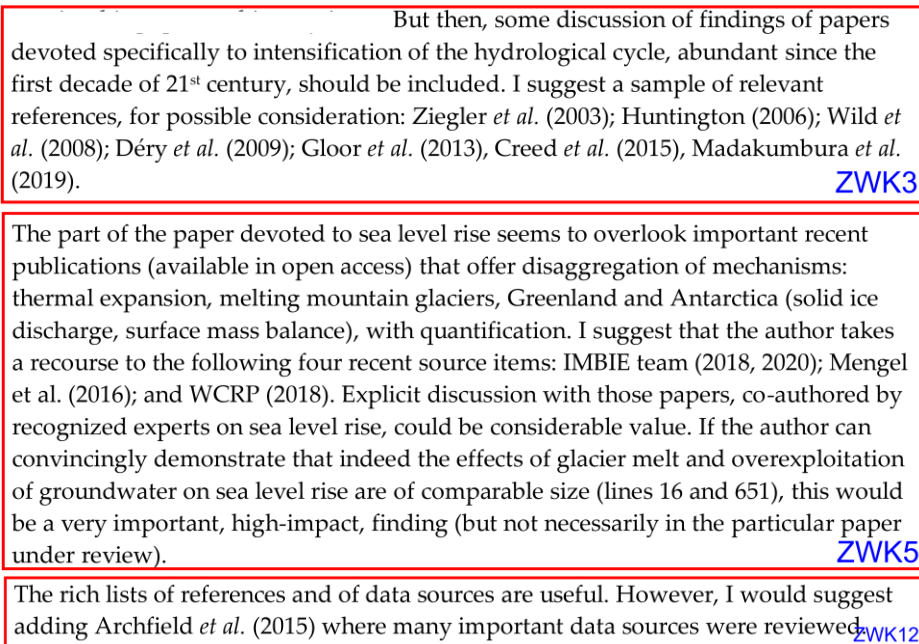 But then, some discussion of findings of papers
devoted specifically to intensification of the hydrological cycle, abundant since the
first decade of 21st century, should be included. I suggest a sample of relevant
references, for possible consideration: Ziegler et al. (2003); Huntington (2006); Wild et
al. (2008); Déry et al. (2009); Gloor et al. (2013), Creed et al. (2015), Madakumbura et al.
(2019).
ZWK3
The part of the paper devoted to sea level rise seems to overlook important recent
publications (available in open access) that offer disaggregation of mechanisms:
thermal expansion, melting mountain glaciers, Greenland and Antarctica (solid ice
discharge, surface mass balance), with quantification. I suggest that the author takes
a recourse to the following four recent source items: IMBIE team (2018, 2020); Mengel
et al. (2016); and WCRP (2018). Explicit discussion with those papers, co-authored by
recognized experts on sea level rise, could be considerable value. If the author can
convincingly demonstrate that indeed the effects of glacier melt and overexploitation
of groundwater on sea level rise are of comparable size (lines 16 and 651), this would
be a very important, high-impact, finding (but not necessarily in the particular paper
under review).
ZWK5
The rich lists of references and of data sources are useful. However, I would suggest
adding Archfield et al. (2015) where many important data sources were reviewed.
ZWK12